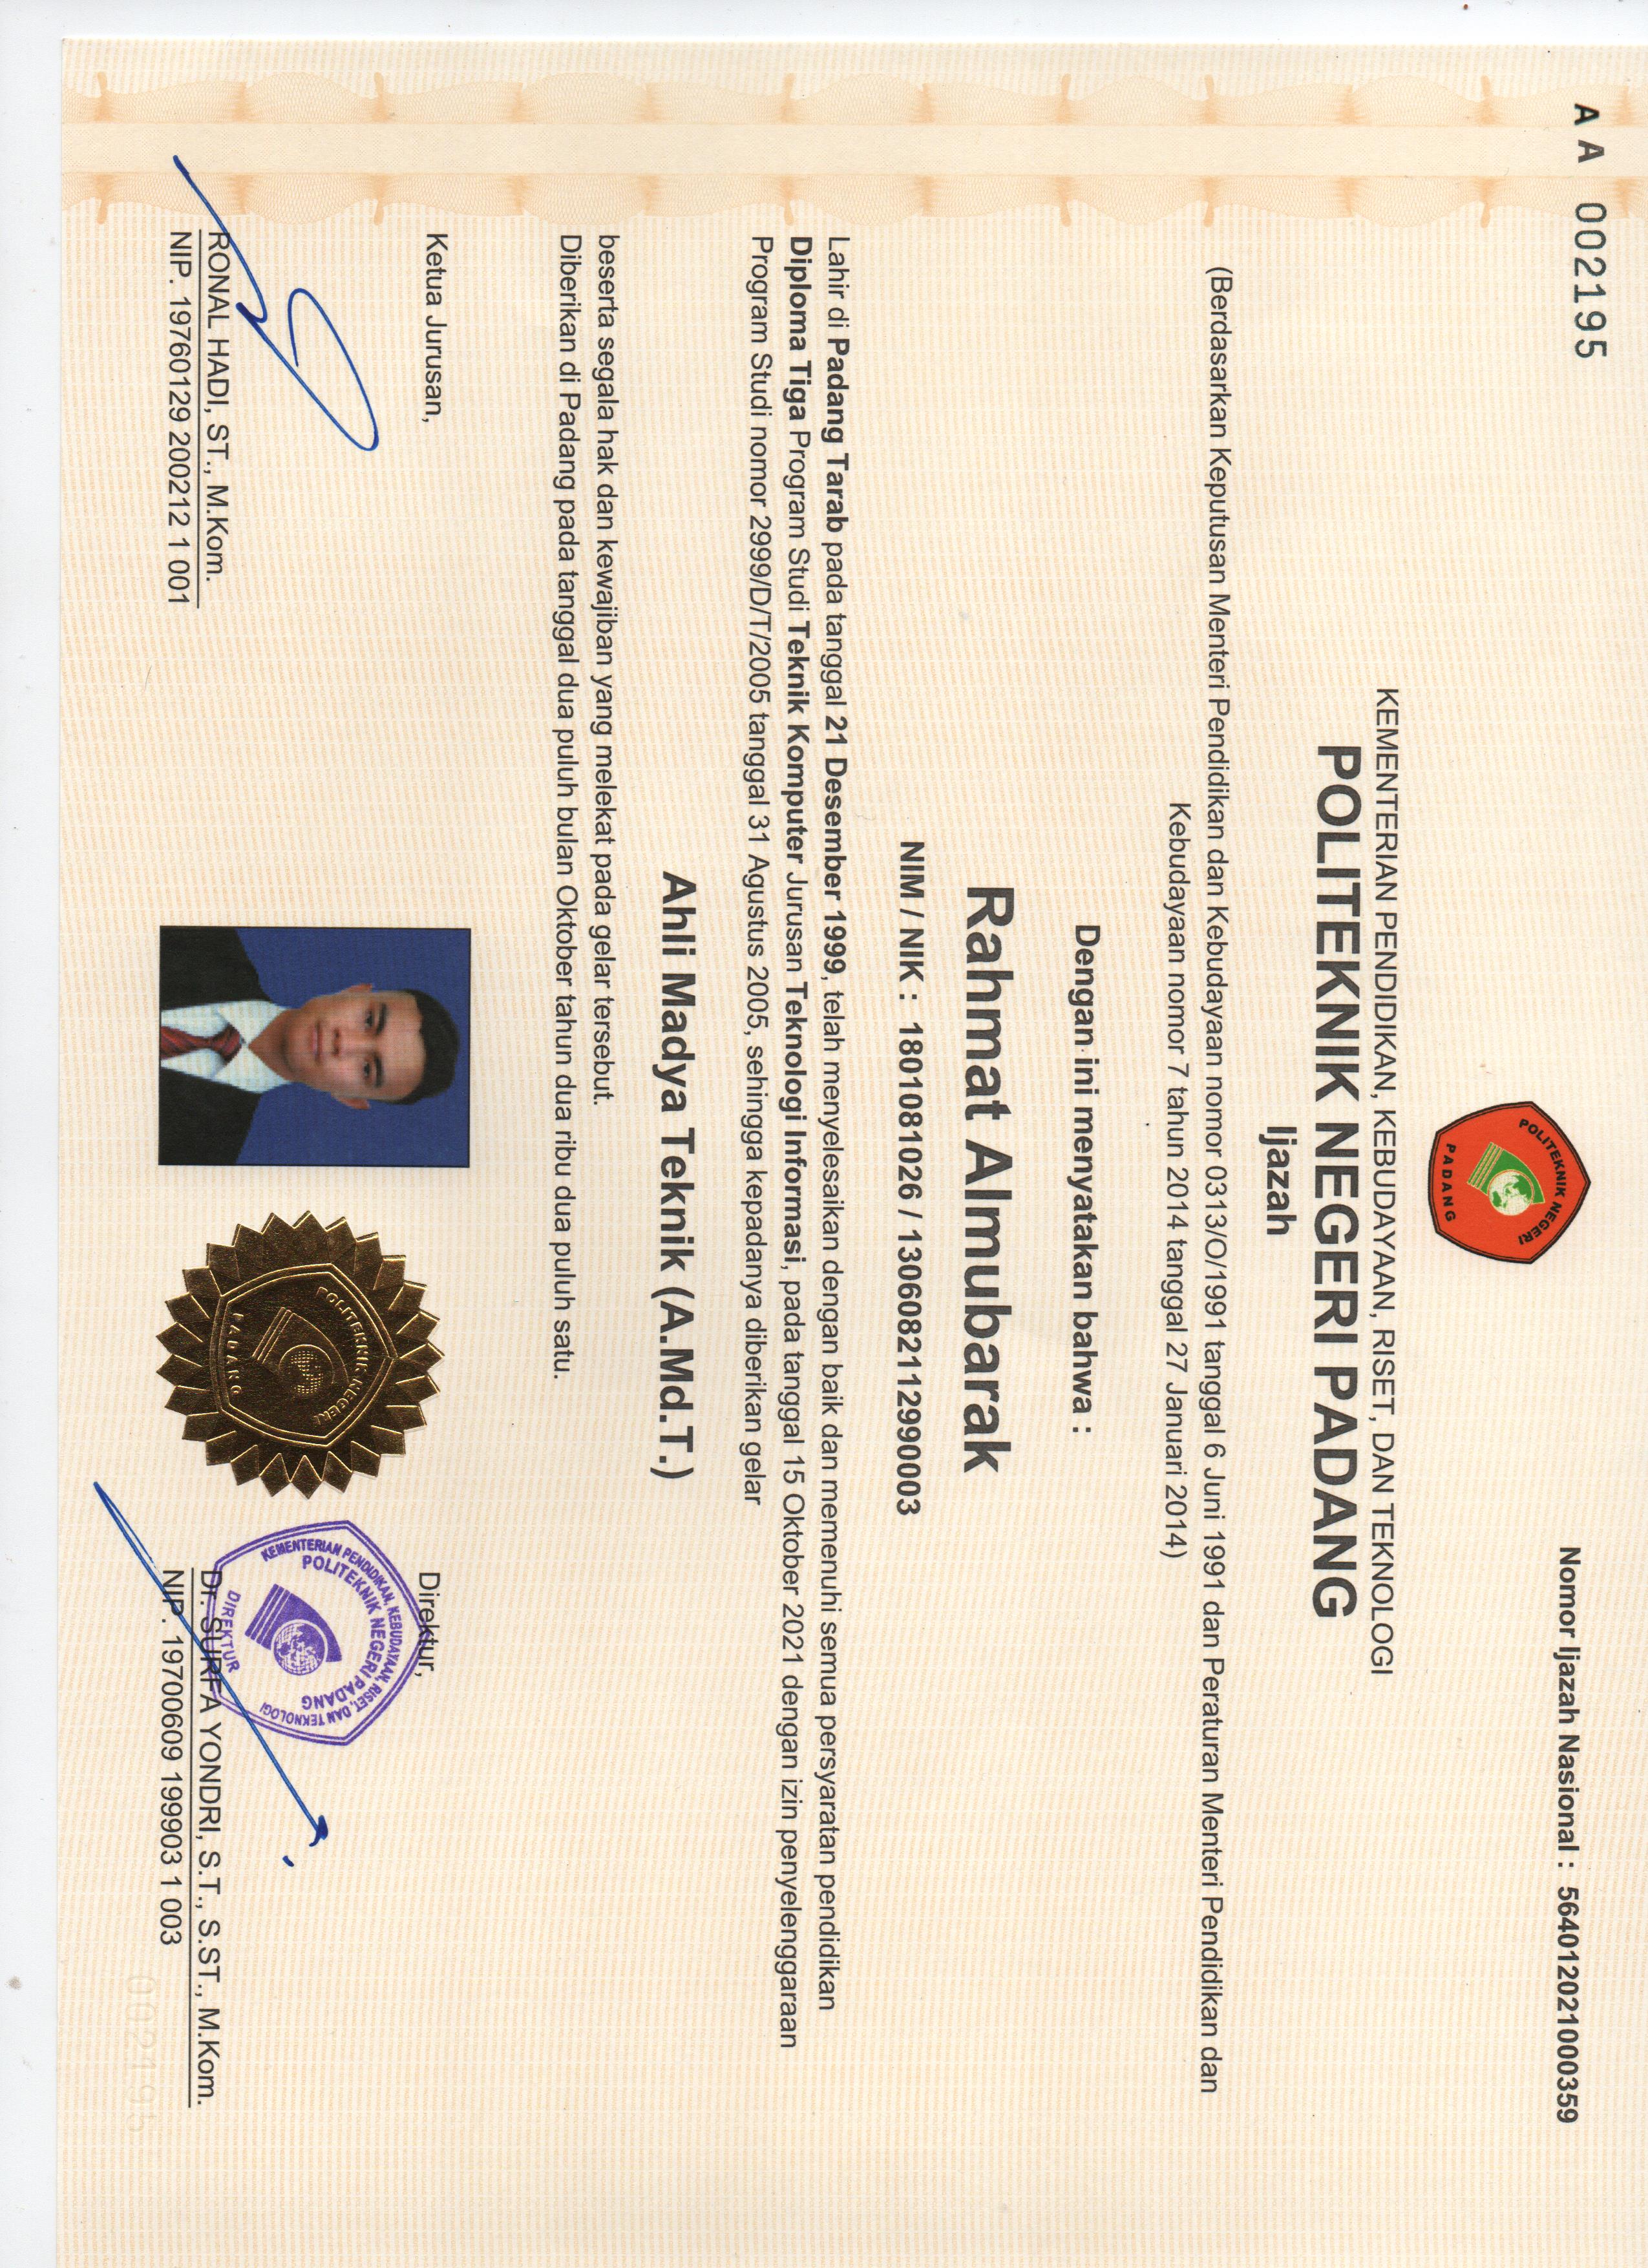 AA 002195
Nomor Ijazah Nasional : 564012021000359
POLITEKNIK NEGERI
PADANG
KEMENTERIAN PENDIDIKAN, KEBUDAYAAN, RISET, DAN TEKNOLOGI
POLITEKNIK NEGERI PADANG
Ijazah
(Berdasarkan Keputusan Menteri Pendidikan dan Kebudayaan nomor 0313/O/1991 tanggal 6 Juni 1991 dan Peraturan Menteri Pendidikan dan
Kebudayaan nomor 7 tahun 2014 tanggal 27 Januari 2014)
Dengan ini menyatakan bahwa :
Rahmat Almubarak
NIM / NIK : 1801081026 / 1306082112990003
Lahir di Padang Tarab pada tanggal 21 Desember 1999, telah menyelesaikan dengan baik dan memenuhi semua persyaratan pendidikan
Diploma Tiga Program Studi Teknik Komputer Jurusan Teknologi Informasi, pada tanggal 15 Oktober 2021 dengan izin penyelenggaraan
Program Studi nomor 2999/D/T/2005 tanggal 31 Agustus 2005, sehingga kepadanya diberikan gelar
Ahli Madya Teknik (A.Md.T.)
beserta segala hak dan kewajiban yang melekat pada gelar tersebut.
Diberikan di Padang pada tanggal dua puluh bulan Oktober tahun dua ribu dua puluh satu.
Ketua Jurusan,
RONAL HADI, ST., M.Kom.
NIP. 19760129 200212 1 001
POLITEKNIK NEGERI
PADANG
Direktur,
KEMENTERIAN PENDIDIKAN, KEBUDAYAAN, RISET, DAN TEKNOLOGI
POLITEKNIK NEGERI PADANG
DIREKTUR
Dr. SURFA YONDRI, S.T., S.ST., M.Kom.
NIP. 19700609 199903 1 003
002195